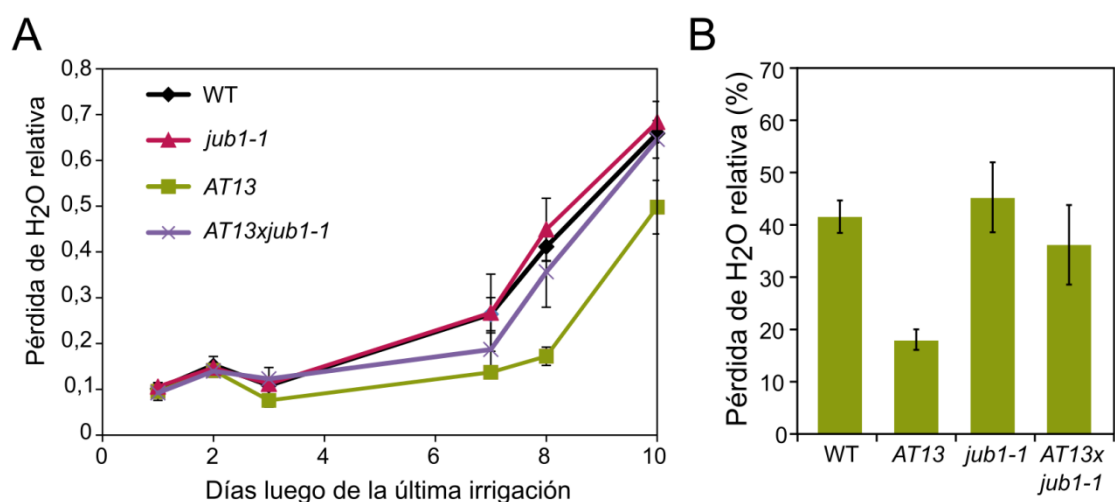 A
Pérdida de H2O relativa
0,8
0,7
0,6
0,5
0,4
0,3
0,2
0,1
0
WT
jub1-1
AT13
AT13xjub1-1
0
2
4
6
8
10
Días luego de la última irrigación
B
Pérdida de H2O relativa (%)
70
60
50
40
30
20
10
0
WT
AT13
jub1-1
AT13x
jub1-1